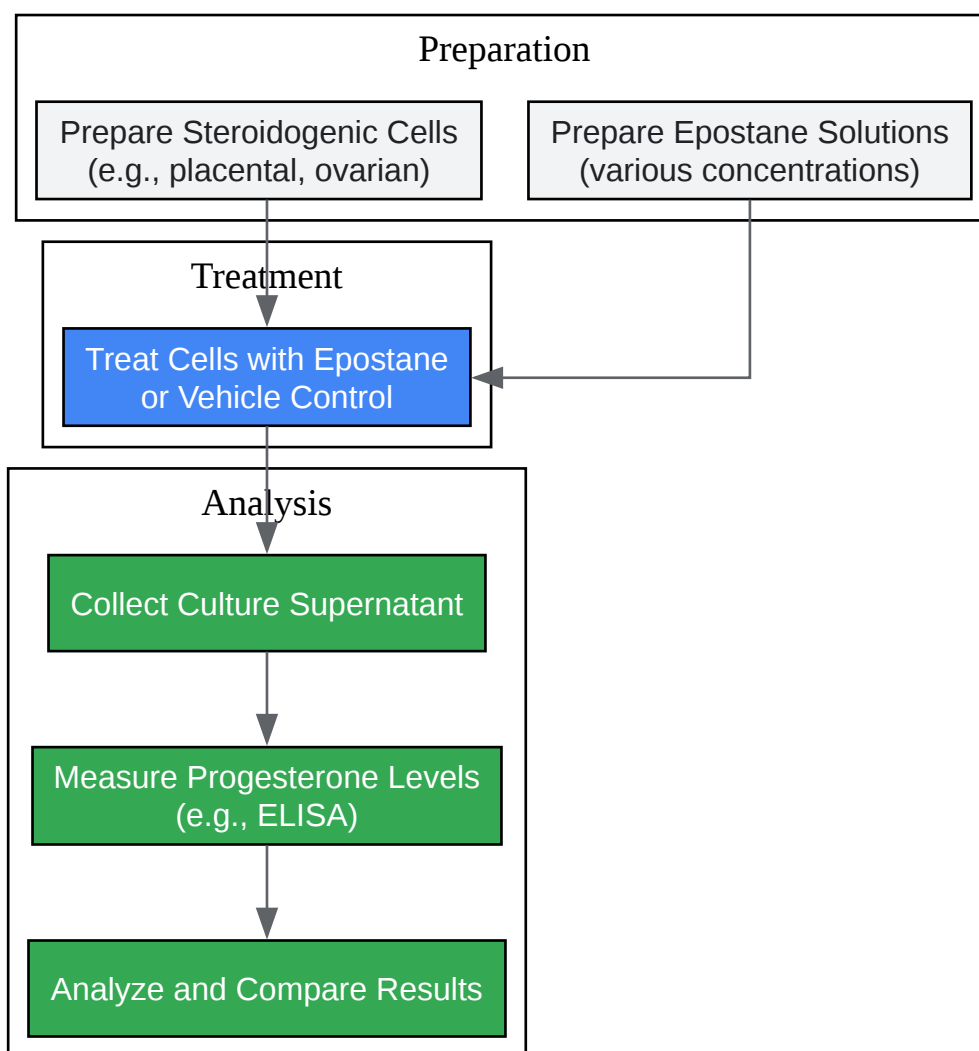 Preparation
Prepare Steroidogenic Cells
(e.g., placental, ovarian)
Prepare Epostane Solutions
(various concentrations)
Treatment
Treat Cells with Epostane
or Vehicle Control
Analysis
Collect Culture Supernatant
Measure Progesterone Levels
(e.g., ELISA)
Analyze and Compare Results